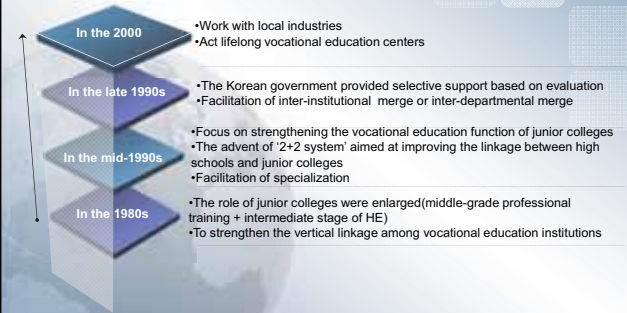 In the 2000
•Work with local industries
•Act lifelong vocational education centers
In the late 1990s
•The Korean government provided selective support based on evaluation
•Facilitation of inter-institutional merge or inter-departmental merge
In the mid-1990s
•Focus on strengthening the vocational education function of junior colleges
•The advent of ‘2+2 system’ aimed at improving the linkage between high
schools and junior colleges
•Facilitation of specialization
In the 1980s
•The role of junior colleges were enlarged(middle-grade professional
training + intermediate stage of HE)
•To strengthen the vertical linkage among vocational education institutions